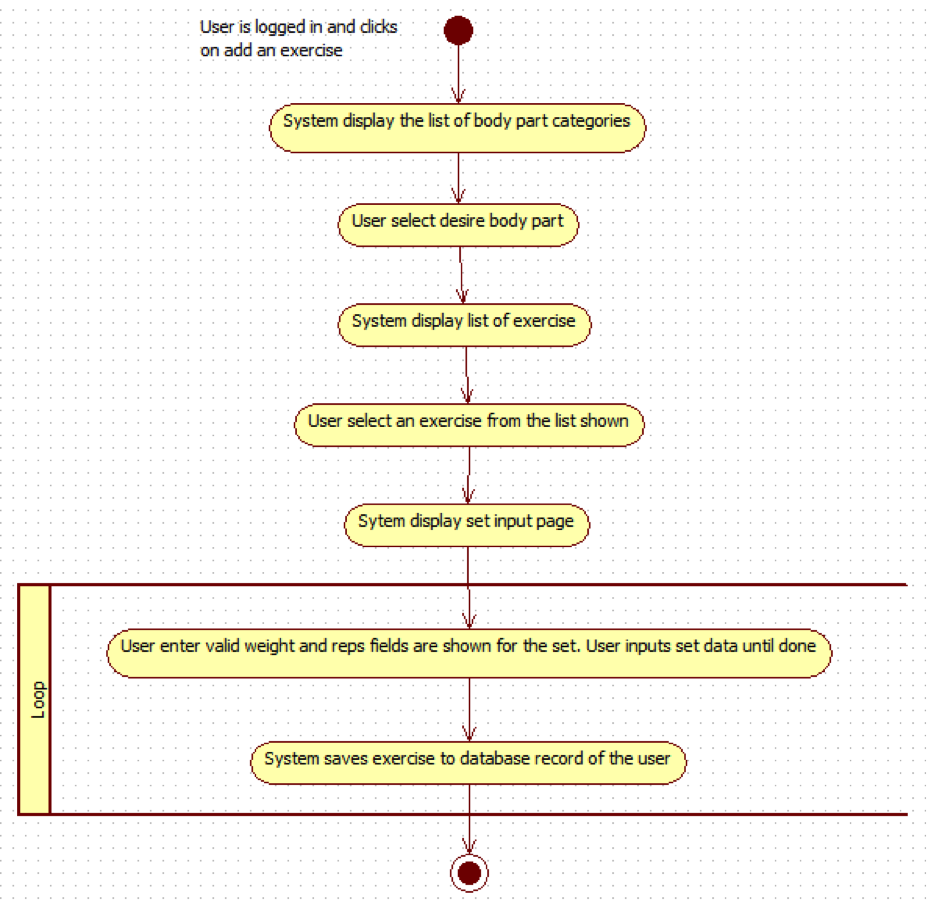 User is logged in and clicks
on add an exercise
System display the list of body part categories
User select desire body part
System display list of exercise
User select an exercise from the list shown
Sytem display set input page
Loop
User enter valid weight and reps fields are shown for the set. User inputs set data until done
System saves exercise to database record of the user